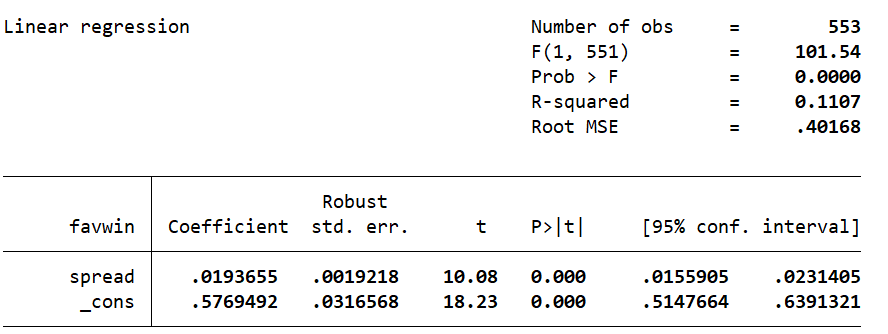 Linear regression Number of obs = 553
F(1, 551) = 101.54
Prob > F = 0.0000
R-squared = 0.1107
Root MSE = .40168
Robust
favwin Coefficient std. err. t P>|t| [95% conf. interval]
spread .0193655 .0019218 10.08 0.000 .0155905 .0231405
_cons .5769492 .0316568 18.23 0.000 .5147664 .6391321